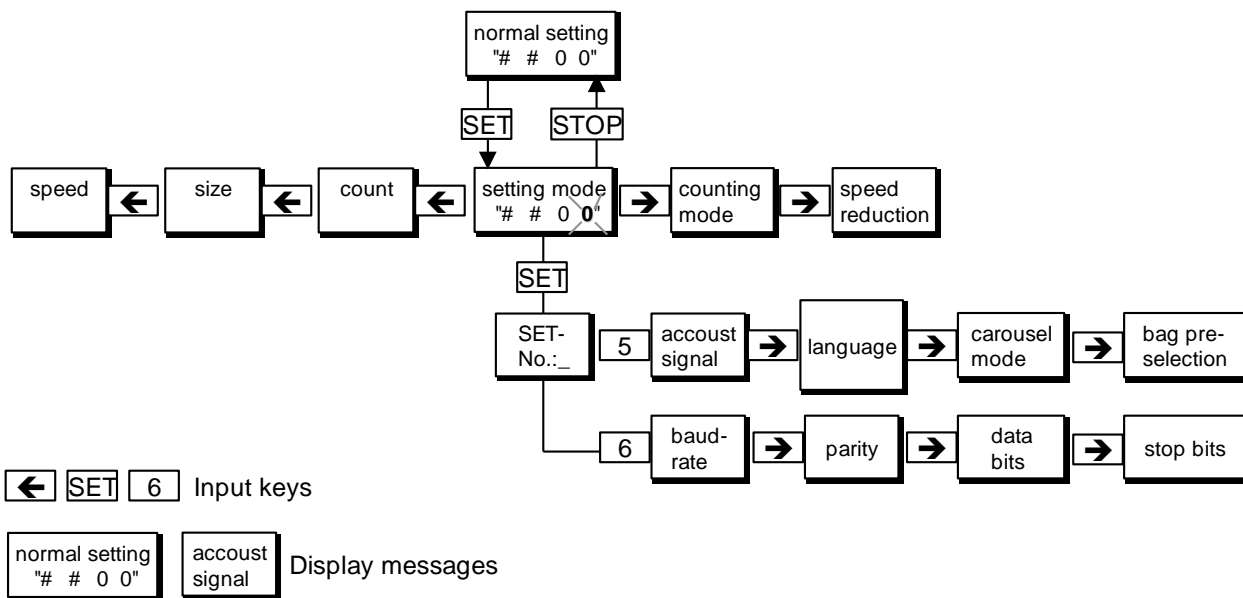 normal setting
"# # 0 0"
SET
STOP
speed
size
count
setting mode
"# # 0 0"
counting
mode
speed
reduction
SET
SET-
No.:_
5
accoust
signal
language
carousel
mode
bag pre-
selection
6
baud-
rate
parity
data
bits
stop bits
SET 6 Input keys
normal setting
"# # 0 0"
accoust
signal
Display messages